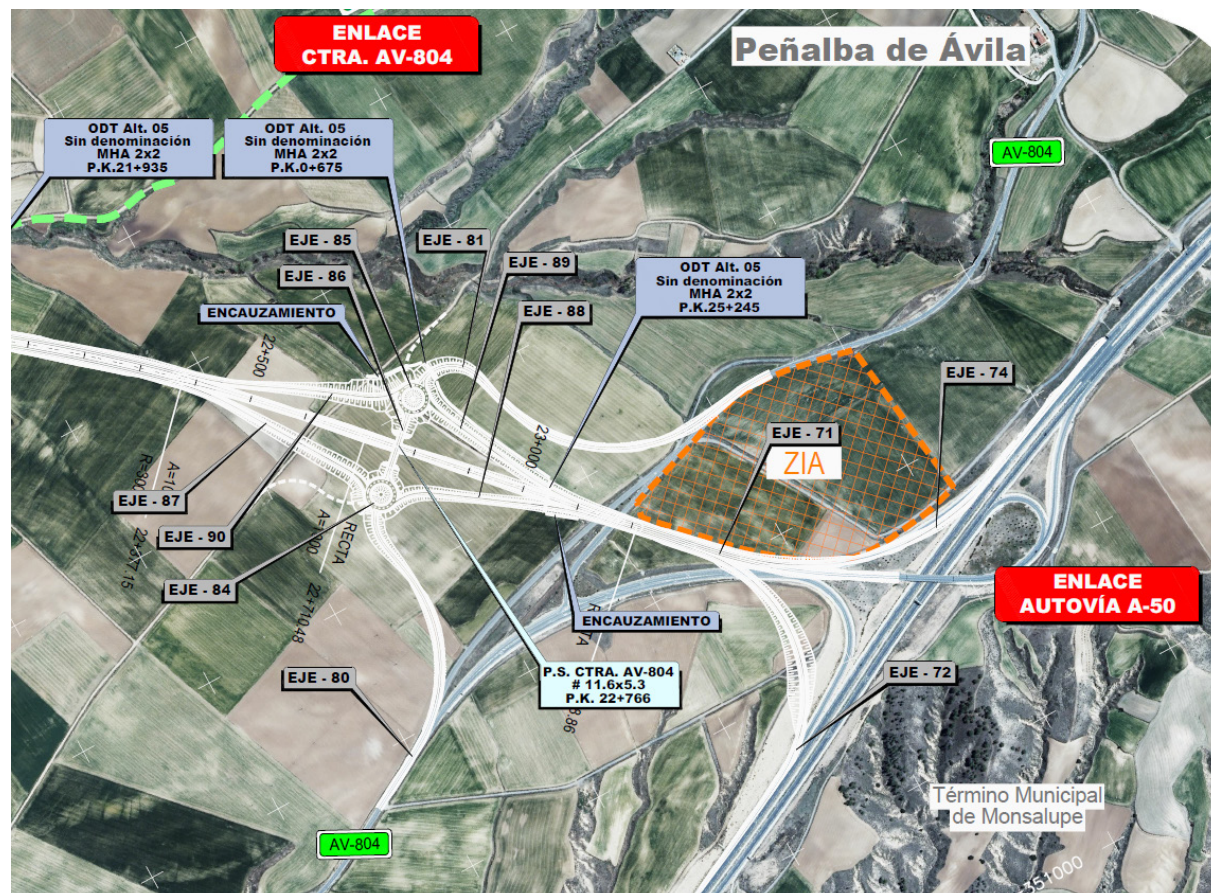 ENLACE
CTRA. AV-804
Peñalba de Ávila
ODT Alt. 05
Sin denominación
MHA 2x2
P.K.21+935
ODT Alt. 05
Sin denominación
MHA 2x2
P.K.0+675
AV-804
EJE - 85
EJE - 81
EJE - 86
EJE - 89
ODT Alt. 05
Sin denominación
MHA 2x2
P.K.25+245
ENCAUZAMIENTO
EJE - 88
22+500
EJE - 74
EJE - 71
ZIA
23+000
EJE - 87
EJE - 90
RECTA
EJE - 84
22+710.48
ENLACE
AUTOVÍA A-50
ENCAUZAMIENTO
P.S. CTRA. AV-804
# 11.6x5.3
P.K. 22+766
EJE - 80
EJE - 72
Término Municipal
de Monsalupe
AV-804
351000